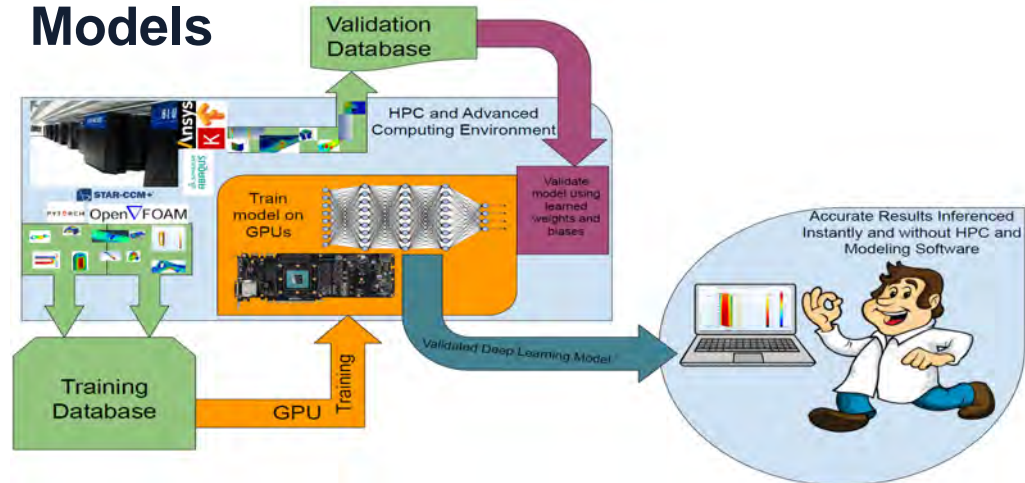 Models
Validation
Database
HPC and Advanced
Computing Environment
Ansys
K
BLU
abaqus
STAR-CCM+
PYTORCH
OpenFOAM
Train
model on
GPUs
Validate
model using
learned
weights and
biases
Accurate Results Inferenced
Instantly and without HPC and
Modeling Software
Validated Deep Learning Model
Training
Database
GPU
Training